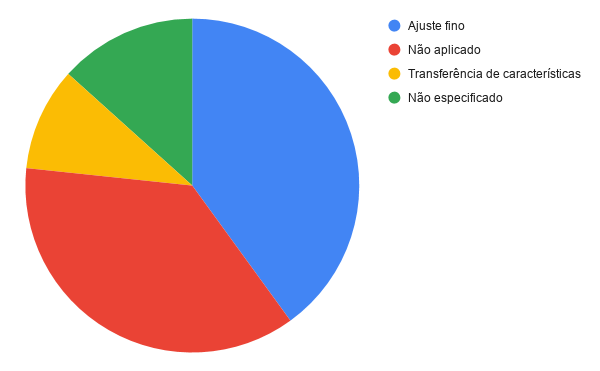 Ajuste fino
Não aplicado
Transferência de características
Não especificado